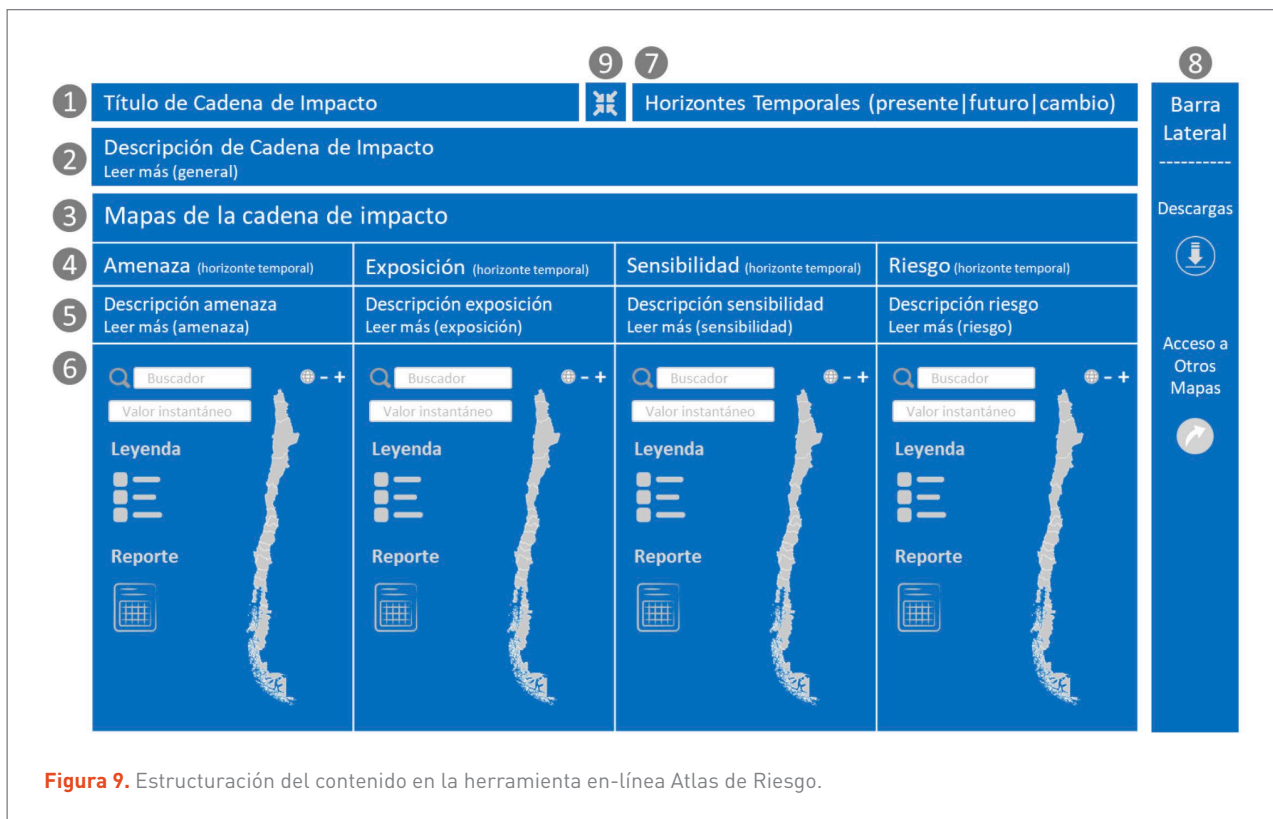 9 7 8
1 Título de Cadena de Impacto
Horizontes Temporales (presente|futuro|cambio)
2 Descripción de Cadena de Impacto
Leer más (general)
3 Mapas de la cadena de impacto
4 Amenaza (horizonte temporal) Exposición (horizonte temporal) Sensibilidad (horizonte temporal) Riesgo (horizonte temporal)
5 Descripción amenaza Descripción exposición Descripción sensibilidad Descripción riesgo
Leer más (amenaza) Leer más (exposición) Leer más (sensibilidad) Leer más (riesgo)
6 Buscador - + Buscador - + Buscador - + Buscador - +
Valor instantáneo Valor instantáneo Valor instantáneo Valor instantáneo
Leyenda Leyenda Leyenda Leyenda
Reporte Reporte Reporte Reporte
Barra
Lateral
----------
Descargas
Acceso a
Otros
Mapas
Figura 9. Estructuración del contenido en la herramienta en-línea Atlas de Riesgo.